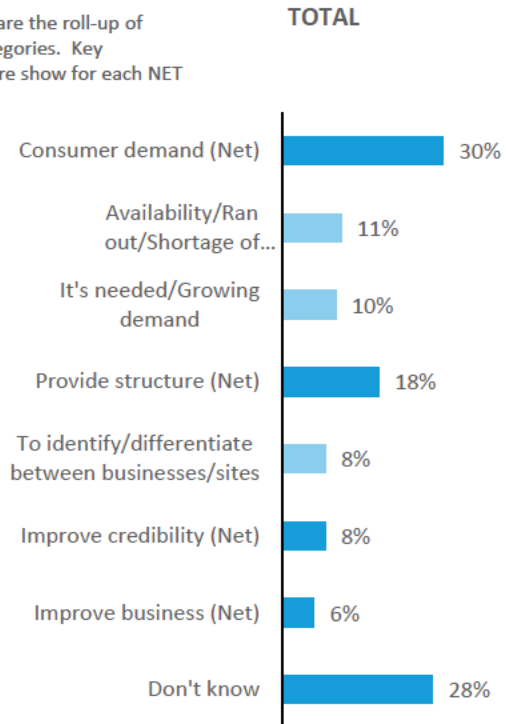 are the roll-up of
egories. Key
re show for each NET
TOTAL
Consumer demand (Net)
30%
Availability/Ran
out/Shortage of...
11%
It's needed/Growing
demand
10%
Provide structure (Net)
18%
To identify/differentiate
between businesses/sites
8%
Improve credibility (Net)
8%
Improve business (Net)
6%
Don't know
28%